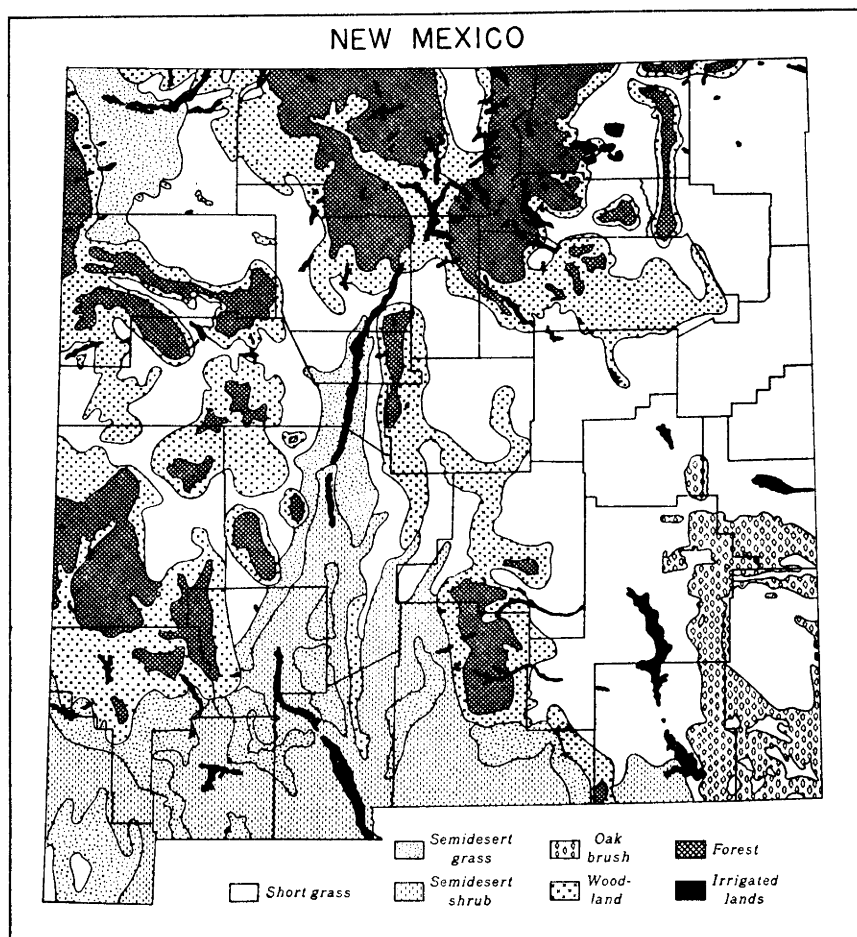 NEW MEXICO
Short grass
Semidesert
grass
Semidesert
shrub
Oak
brush
Wood-
land
Forest
Irrigated
lands